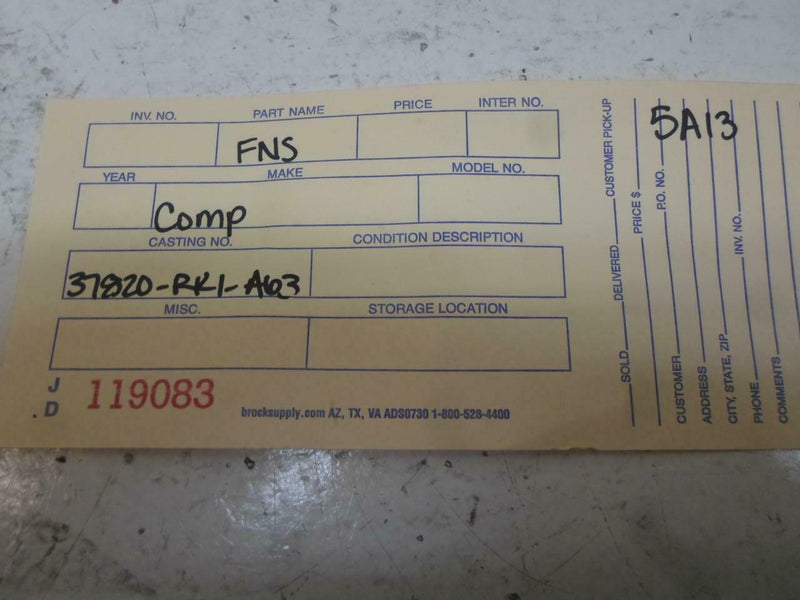 INV. NO. PART NAME PRICE INTER NO.
FNS
YEAR MAKE MODEL NO.
Comp
CASTING NO. CONDITION DESCRIPTION
37820-RK1-A63
MISC. STORAGE LOCATION
J
D
119083
brocksupply.com AZ, TX, VA ADS0730 1-800-528-4400
5A13
SOLD DELIVERED CUSTOMER PICK-UP
PRICE $
P.O. NO.
CUSTOMER
ADDRESS
CITY, STATE, ZIP INV. NO.
PHONE
COMMENTS